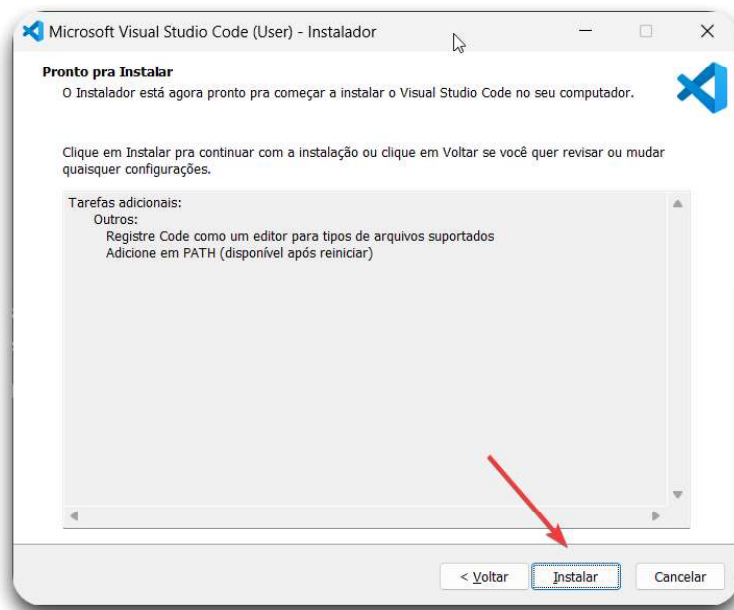 Microsoft Visual Studio Code (User) - Instalador
Pronto pra Instalar
O Instalador está agora pronto pra começar a instalar o Visual Studio Code no seu computador.
Clique em Instalar pra continuar com a instalação ou clique em Voltar se você quer revisar ou mudar
quaisquer configurações.
Tarefas adicionais:
Outros:
Registre Code como um editor para tipos de arquivos suportados
Adicione em PATH (disponível após reiniciar)
< Voltar
Instalar
Cancelar